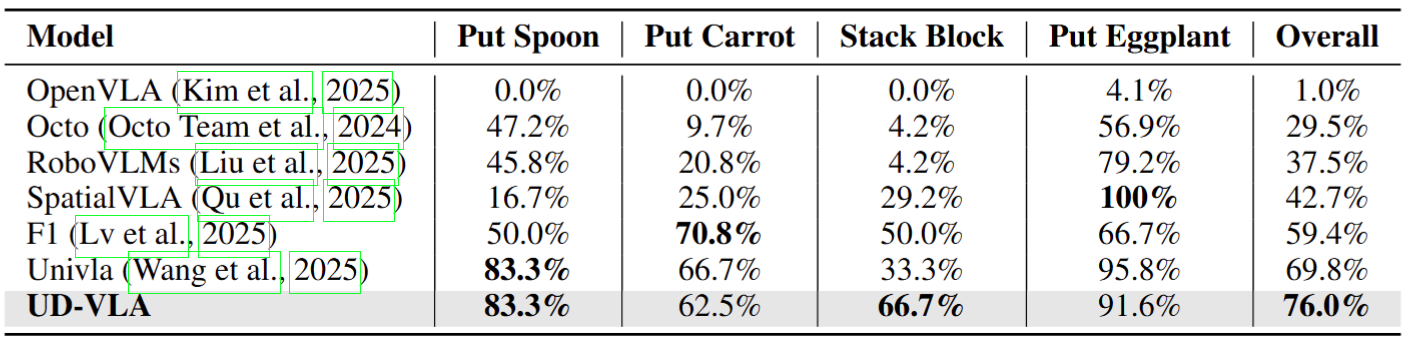 Model Put Spoon Put Carrot Stack Block Put Eggplant Overall
OpenVLA (Kim et al., 2025) 0.0% 0.0% 0.0% 4.1% 1.0%
Octo (Octo Team et al., 2024) 47.2% 9.7% 4.2% 56.9% 29.5%
RoboVLMs (Liu et al., 2025) 45.8% 20.8% 4.2% 79.2% 37.5%
SpatialVLA (Qu et al., 2025) 16.7% 25.0% 29.2% 100% 42.7%
F1 (Lv et al., 2025) 50.0% 70.8% 50.0% 66.7% 59.4%
Univla (Wang et al., 2025) 83.3% 66.7% 33.3% 95.8% 69.8%
UD-VLA 83.3% 62.5% 66.7% 91.6% 76.0%